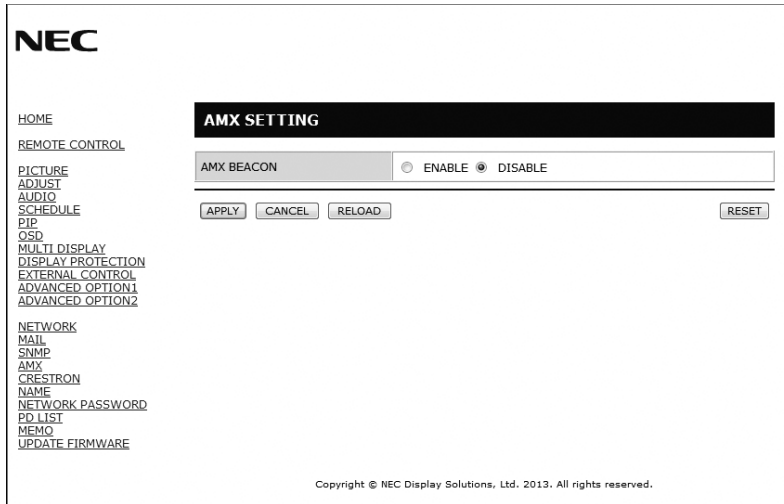 NEC
HOME
REMOTE CONTROL
PICTURE
ADJUST
AUDIO
SCHEDULE
PIP
OSD
MULTI DISPLAY
DISPLAY PROTECTION
EXTERNAL CONTROL
ADVANCED OPTION1
ADVANCED OPTION2
NETWORK
MAIL
SNMP
AMX
CRESTRON
NAME
NETWORK PASSWORD
PD LIST
MEMO
UPDATE FIRMWARE
AMX SETTING
AMX BEACON ENABLE DISABLE
APPLY CANCEL RELOAD RESET
Copyright © NEC Display Solutions, Ltd. 2013. All rights reserved.